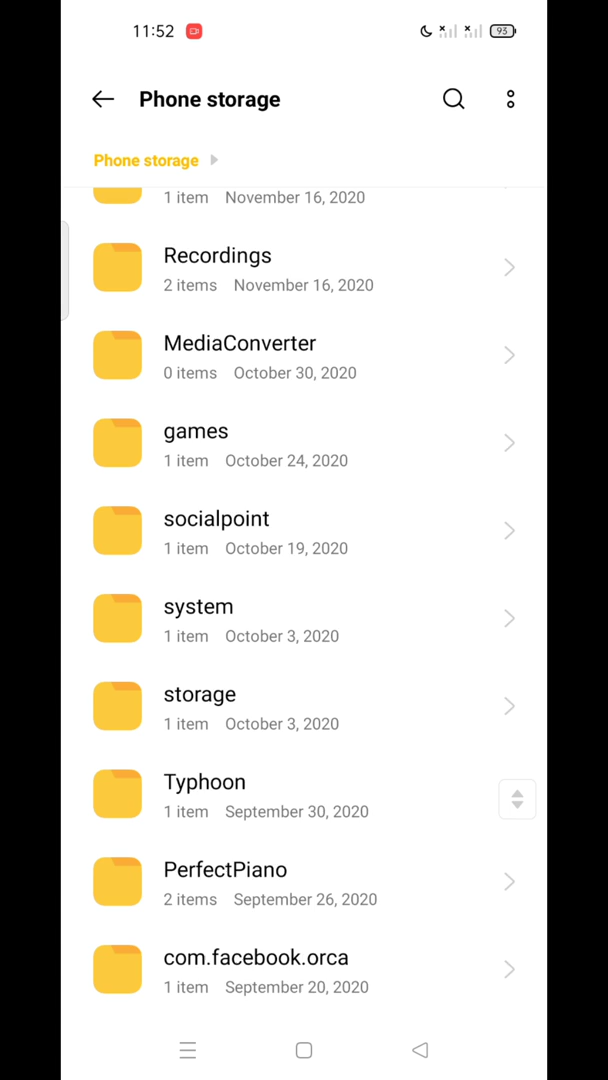 11:52
93
Phone storage
Phone storage
1 item November 16, 2020
Recordings
2 items November 16, 2020
MediaConverter
0 items October 30, 2020
games
1 item October 24, 2020
socialpoint
1 item October 19, 2020
system
1 item October 3, 2020
storage
1 item October 3, 2020
Typhoon
1 item September 30, 2020
PerfectPiano
2 items September 26, 2020
com.facebook.orca
1 item September 20, 2020